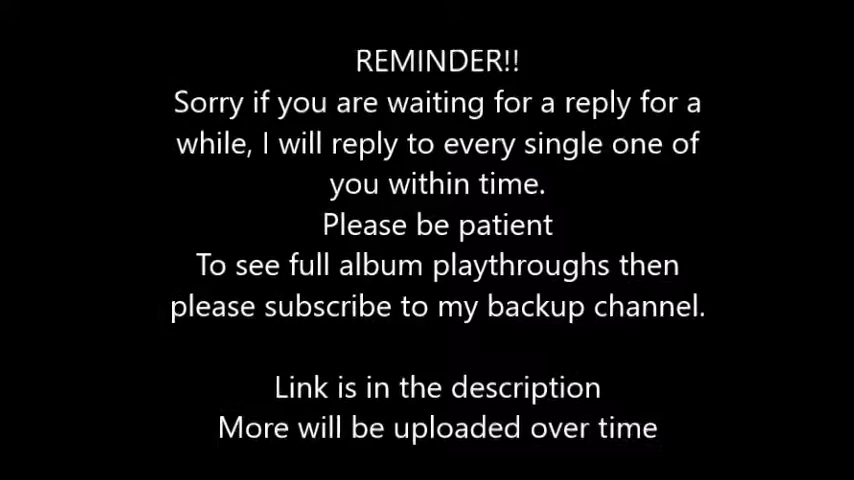 REMINDER!!
Sorry if you are waiting for a reply for a
while, I will reply to every single one of
you within time.
Please be patient
To see full album playthroughs then
please subscribe to my backup channel.
Link is in the description
More will be uploaded over time